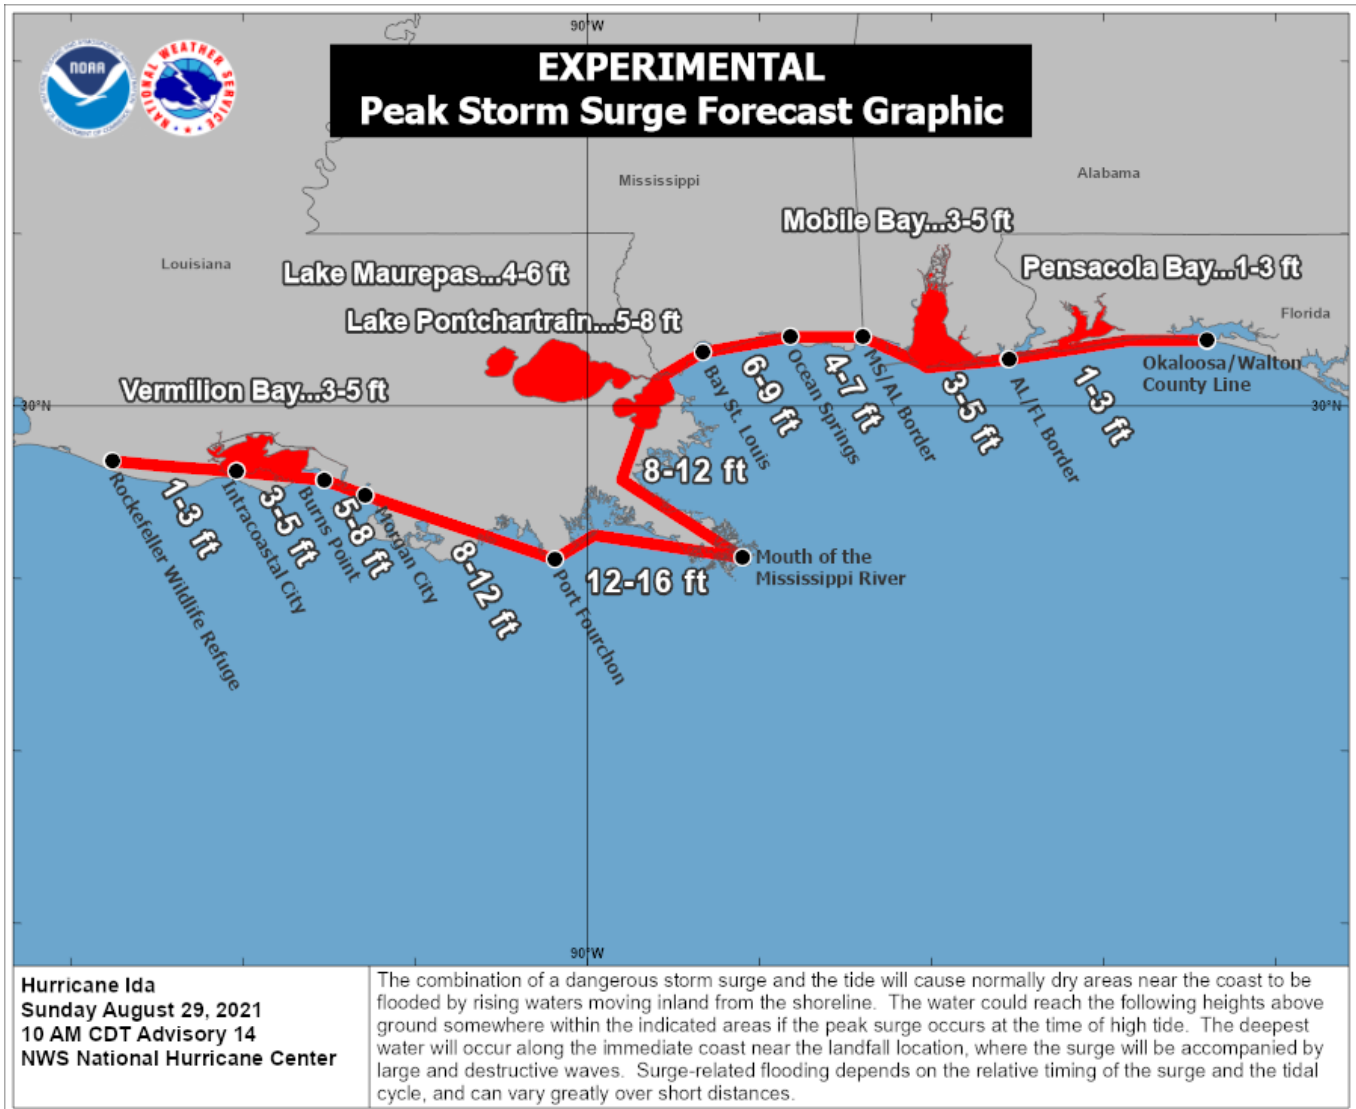 90°W
EXPERIMENTAL
Peak Storm Surge Forecast Graphic
NOAA
NATIONAL WEATHER SERVICE
Mississippi
Alabama
Mobile Bay...3-5 ft
Louisiana
Lake Maurepas...4-6 ft
Pensacola Bay...1-3 ft
Lake Pontchartrain...5-8 ft
Florida
Vermilion Bay...3-5 ft
Okaloosa/Walton
County Line
30°N
30°N
Rockefeller Wildlife Refuge
1-3 ft
Intracoastal City
3-5 ft
Burns Point
5-8 ft
Morgan City
8-12 ft
Port Fourchon
12-16 ft
Mouth of the
Mississippi River
8-12 ft
Bay St. Louis
6-9 ft
Ocean Springs
4-7 ft
MS/AL Border
3-5 ft
AL/FL Border
1-3 ft
90°W
Hurricane Ida
Sunday August 29, 2021
10 AM CDT Advisory 14
NWS National Hurricane Center
The combination of a dangerous storm surge and the tide will cause normally dry areas near the coast to be
flooded by rising waters moving inland from the shoreline.  The water could reach the following heights above
ground somewhere within the indicated areas if the peak surge occurs at the time of high tide.  The deepest
water will occur along the immediate coast near the landfall location, where the surge will be accompanied by
large and destructive waves.  Surge-related flooding depends on the relative timing of the surge and the tidal
cycle, and can vary greatly over short distances.